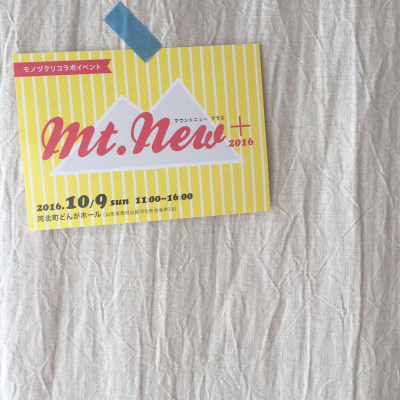 モノヅクリコラボイベント
マウントニュー プラス
Mt.New+
2016
2016.10/9 sun 11:00-16:00
河北町どんがホール